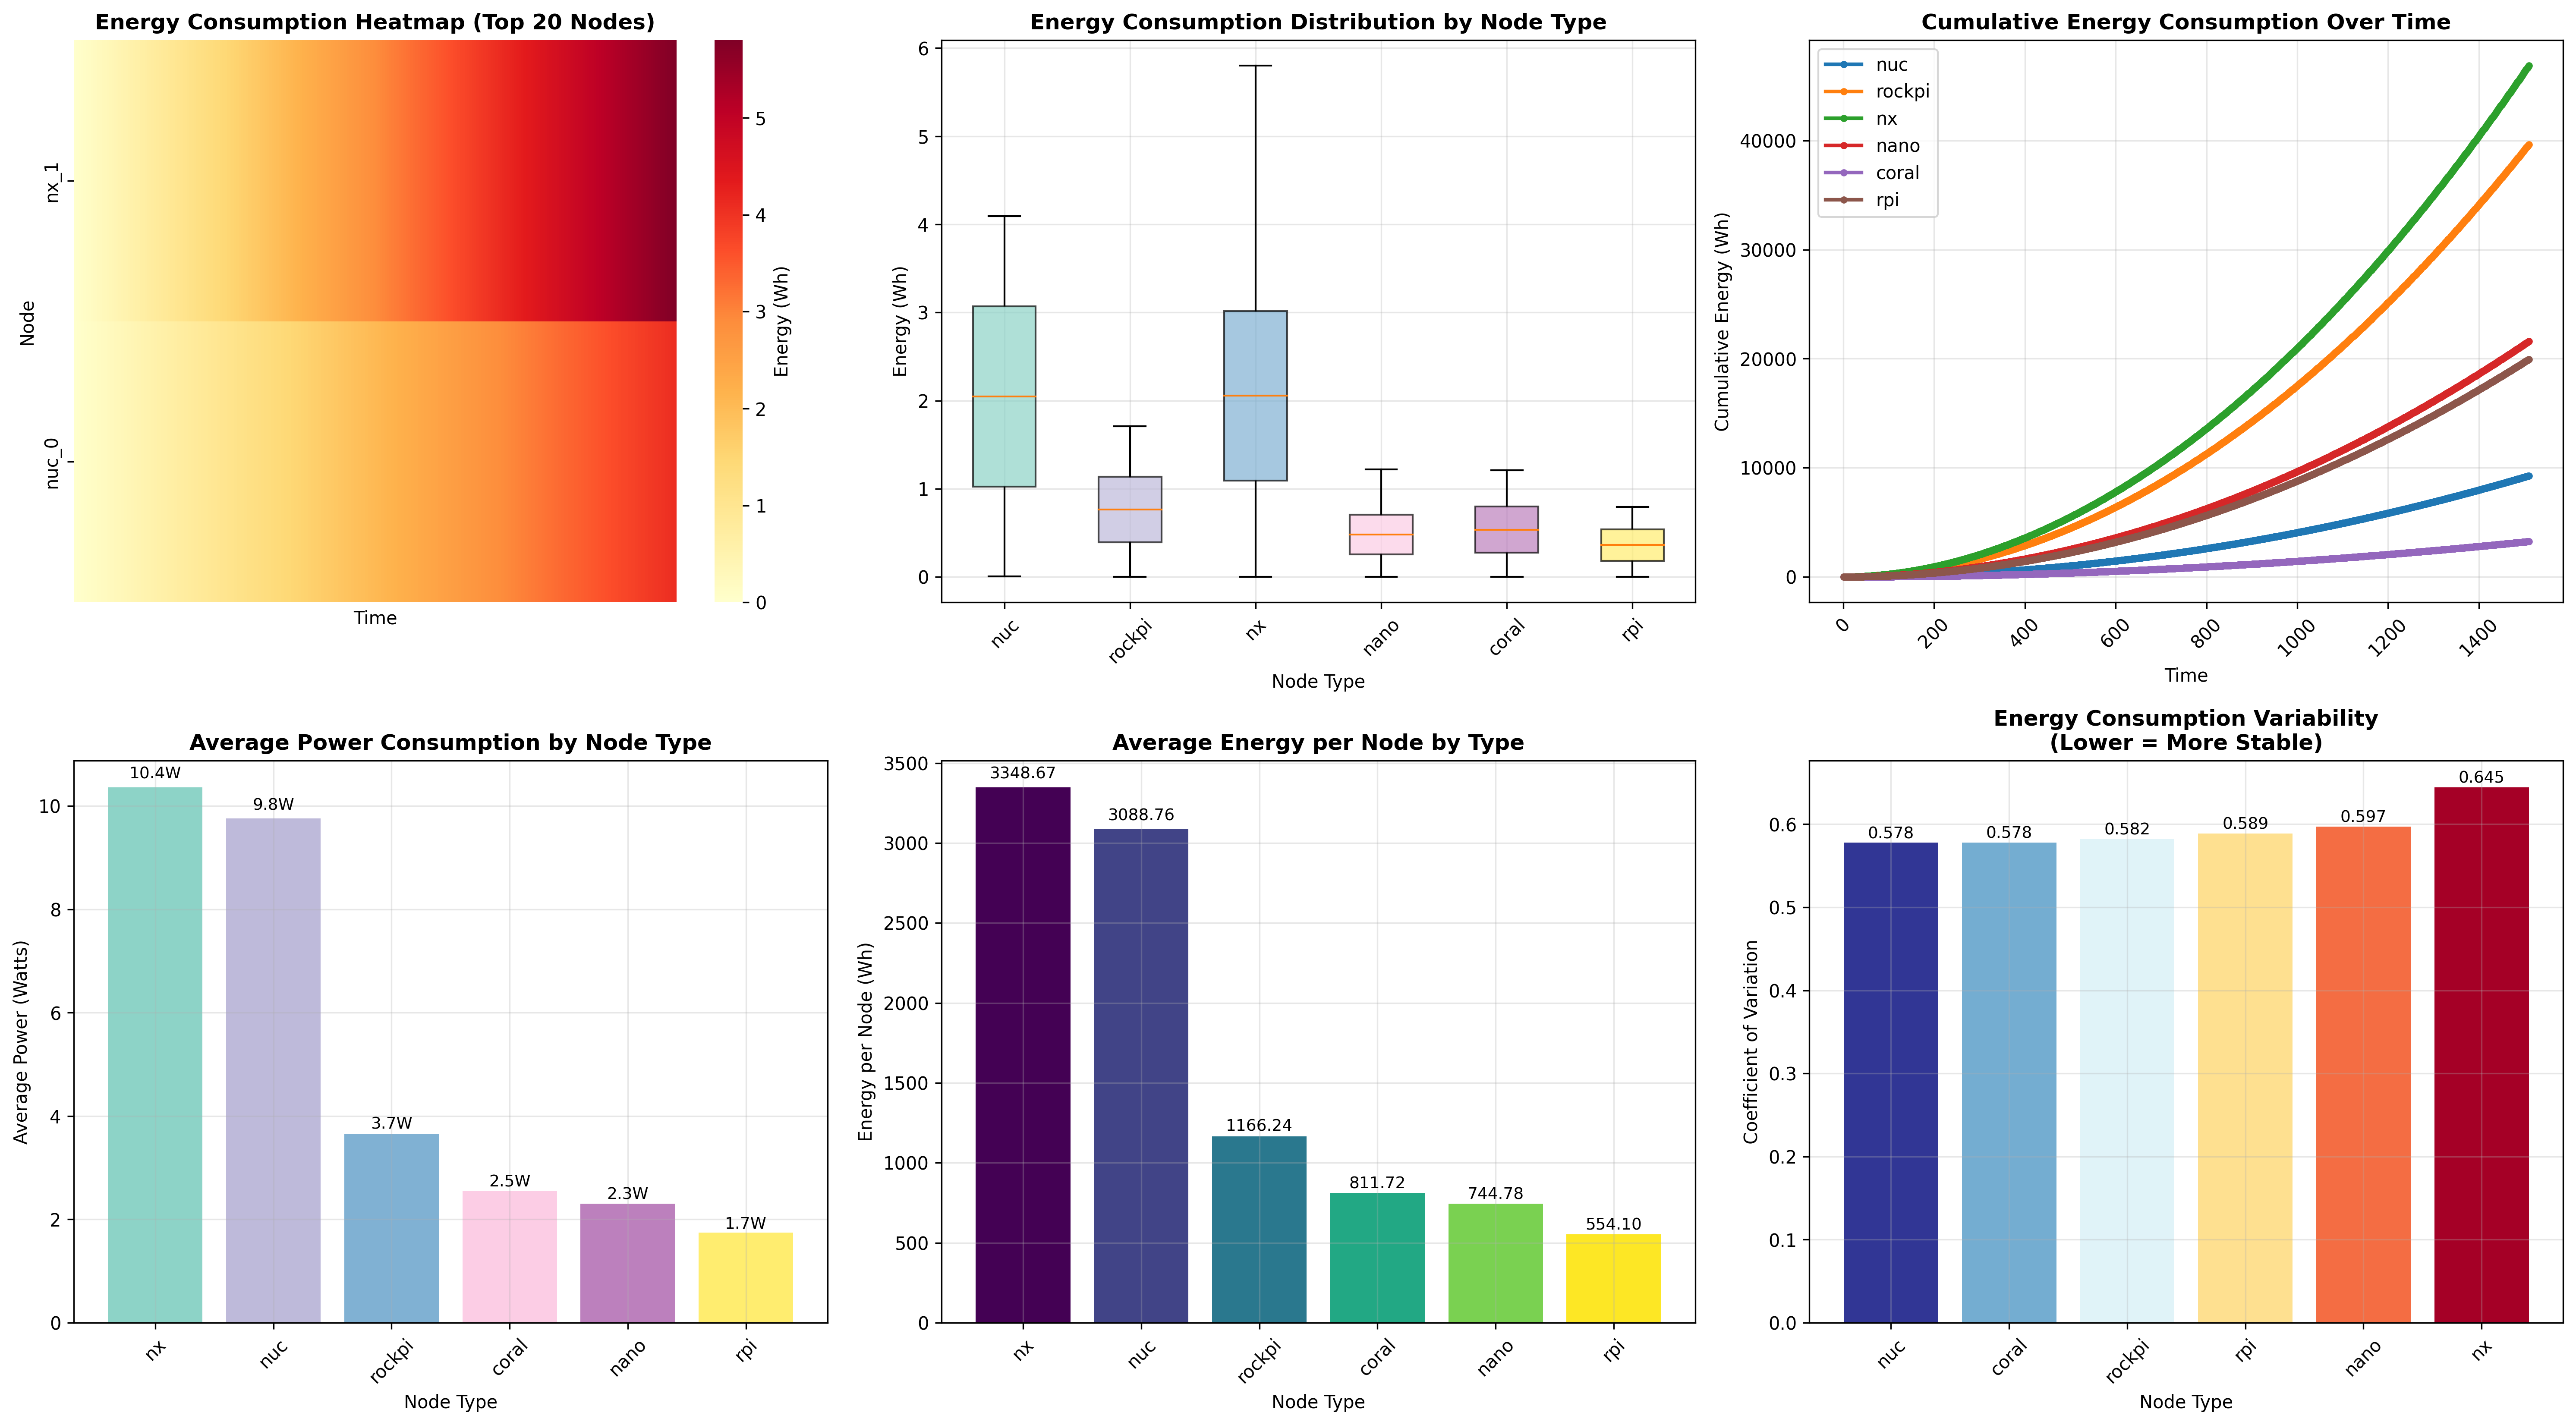 Energy Consumption Heatmap (Top 20 Nodes)
Node
nx_1
nuc_0
Time
5
4
3
2
1
0
Energy (Wh)
Energy Consumption Distribution by Node Type
Energy (Wh)
6
5
4
3
2
1
0
nuc
rockpi
nx
nano
coral
rpi
Node Type
Cumulative Energy Consumption Over Time
nuc
rockpi
nx
nano
coral
rpi
Cumulative Energy (Wh)
40000
30000
20000
10000
0
0
200
400
600
800
1000
1200
1400
Time
Average Power Consumption by Node Type
Average Power (Watts)
10
8
6
4
2
0
10.4W
9.8W
3.7W
2.5W
2.3W
1.7W
nx
nuc
rockpi
coral
nano
rpi
Node Type
Average Energy per Node by Type
Energy per Node (Wh)
3500
3000
2500
2000
1500
1000
500
0
3348.67
3088.76
1166.24
811.72
744.78
554.10
nx
nuc
rockpi
coral
nano
rpi
Node Type
Energy Consumption Variability
(Lower = More Stable)
Coefficient of Variation
0.6
0.5
0.4
0.3
0.2
0.1
0.0
0.578
0.578
0.582
0.589
0.597
0.645
nuc
coral
rockpi
rpi
nano
nx
Node Type